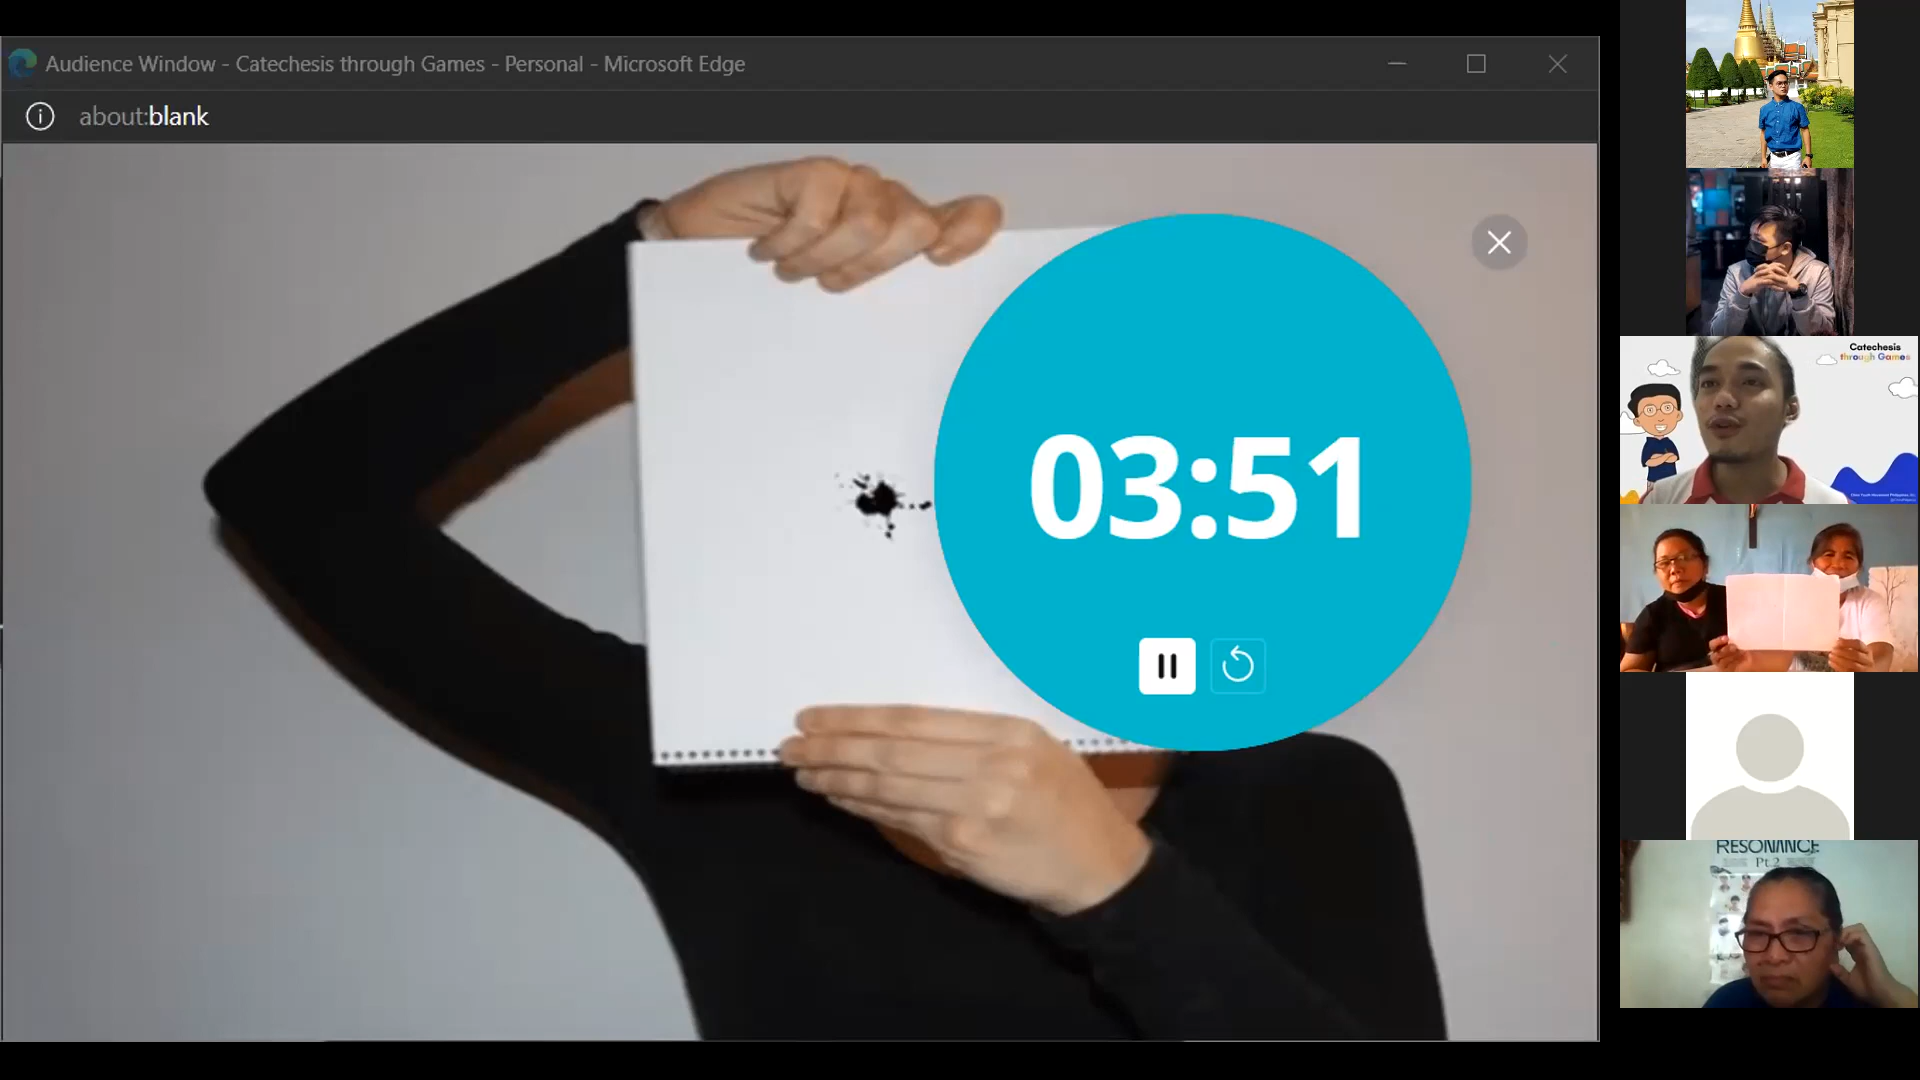 Audience Window - Catechesis through Games - Personal - Microsoft Edge
about:blank
03:51
Catechesis
through Games
RESONANCE
Pt.2